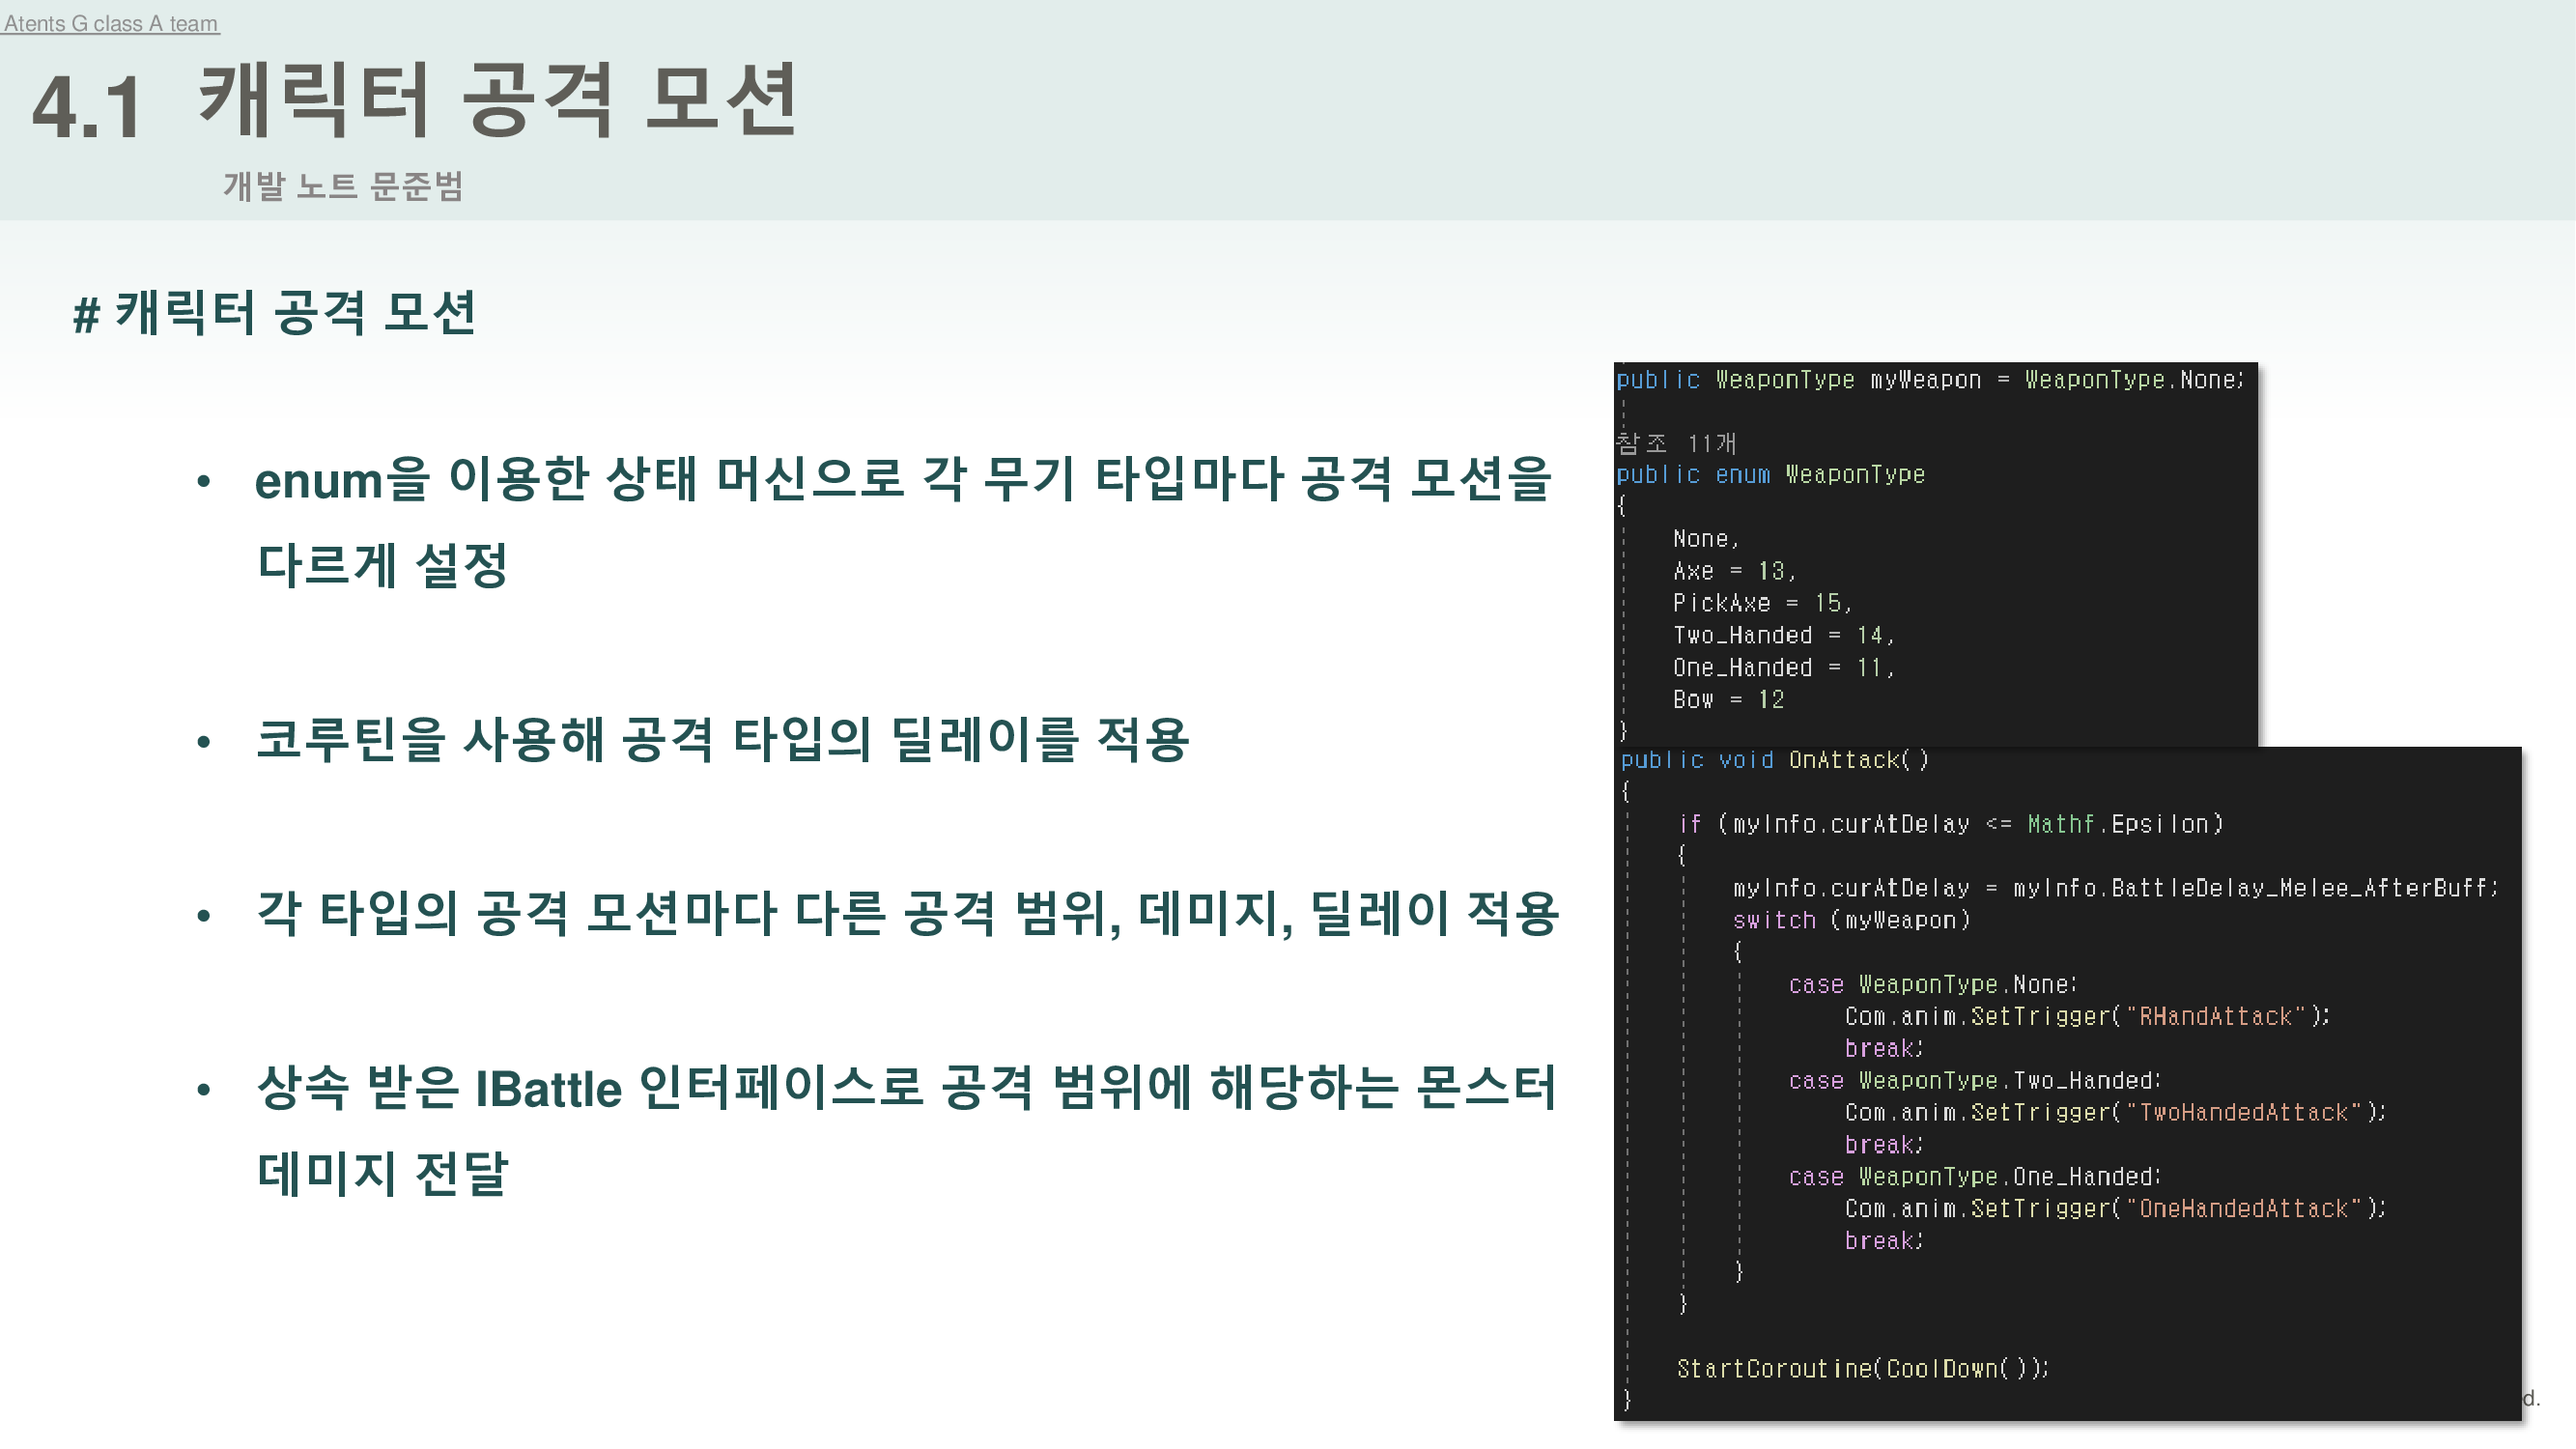 Atents G class A team
4.1 캐릭터 공격 모션
개발 노트 문준범
# 캐릭터 공격 모션
• enum을 이용한 상태 머신으로 각 무기 타입마다 공격 모션을
다르게 설정
• 코루틴을 사용해 공격 타입의 딜레이를 적용
• 각 타입의 공격 모션마다 다른 공격 범위, 데미지, 딜레이 적용
• 상속 받은 IBattle 인터페이스로 공격 범위에 해당하는 몬스터
데미지 전달
public WeaponType myWeapon = WeaponType.None;
참조 11개
public enum WeaponType
{
None,
Axe = 13,
PickAxe = 15,
Two_Handed = 14,
One_Handed = 11,
Bow = 12
}
public void OnAttack()
{
if (myInfo.curAtDelay <= Mathf.Epsilon)
{
myInfo.curAtDelay = myInfo.BattleDelay_Melee_AfterBuff;
switch (myWeapon)
{
case WeaponType.None:
Com.anim.SetTrigger("RHandAttack");
break;
case WeaponType.Two_Handed:
Com.anim.SetTrigger("TwoHandedAttack");
break;
case WeaponType.One_Handed:
Com.anim.SetTrigger("OneHandedAttack");
break;
}
}
StartCoroutine(CoolDown());
}
d.